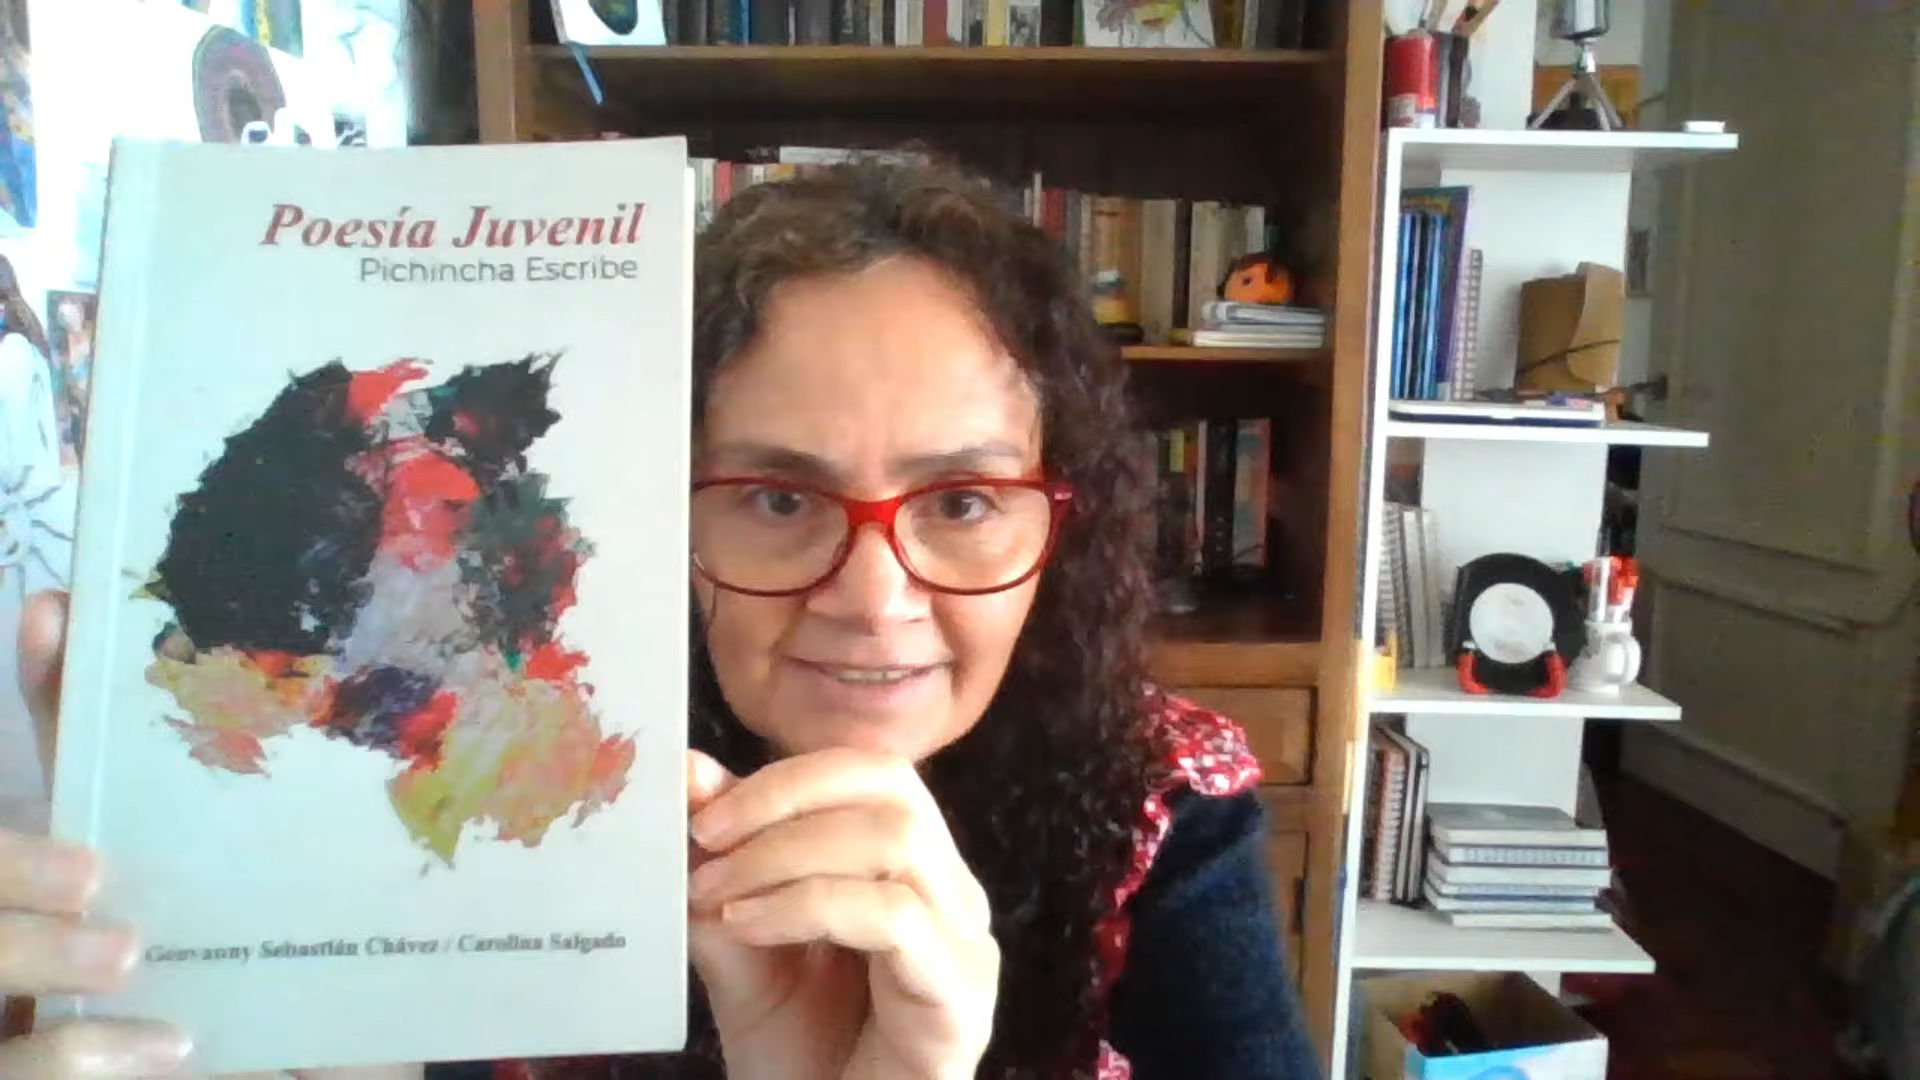 Poesía Juvenil
Pichincha Escribe
Geovanny Sebastián Chávez / Carolina Salgado